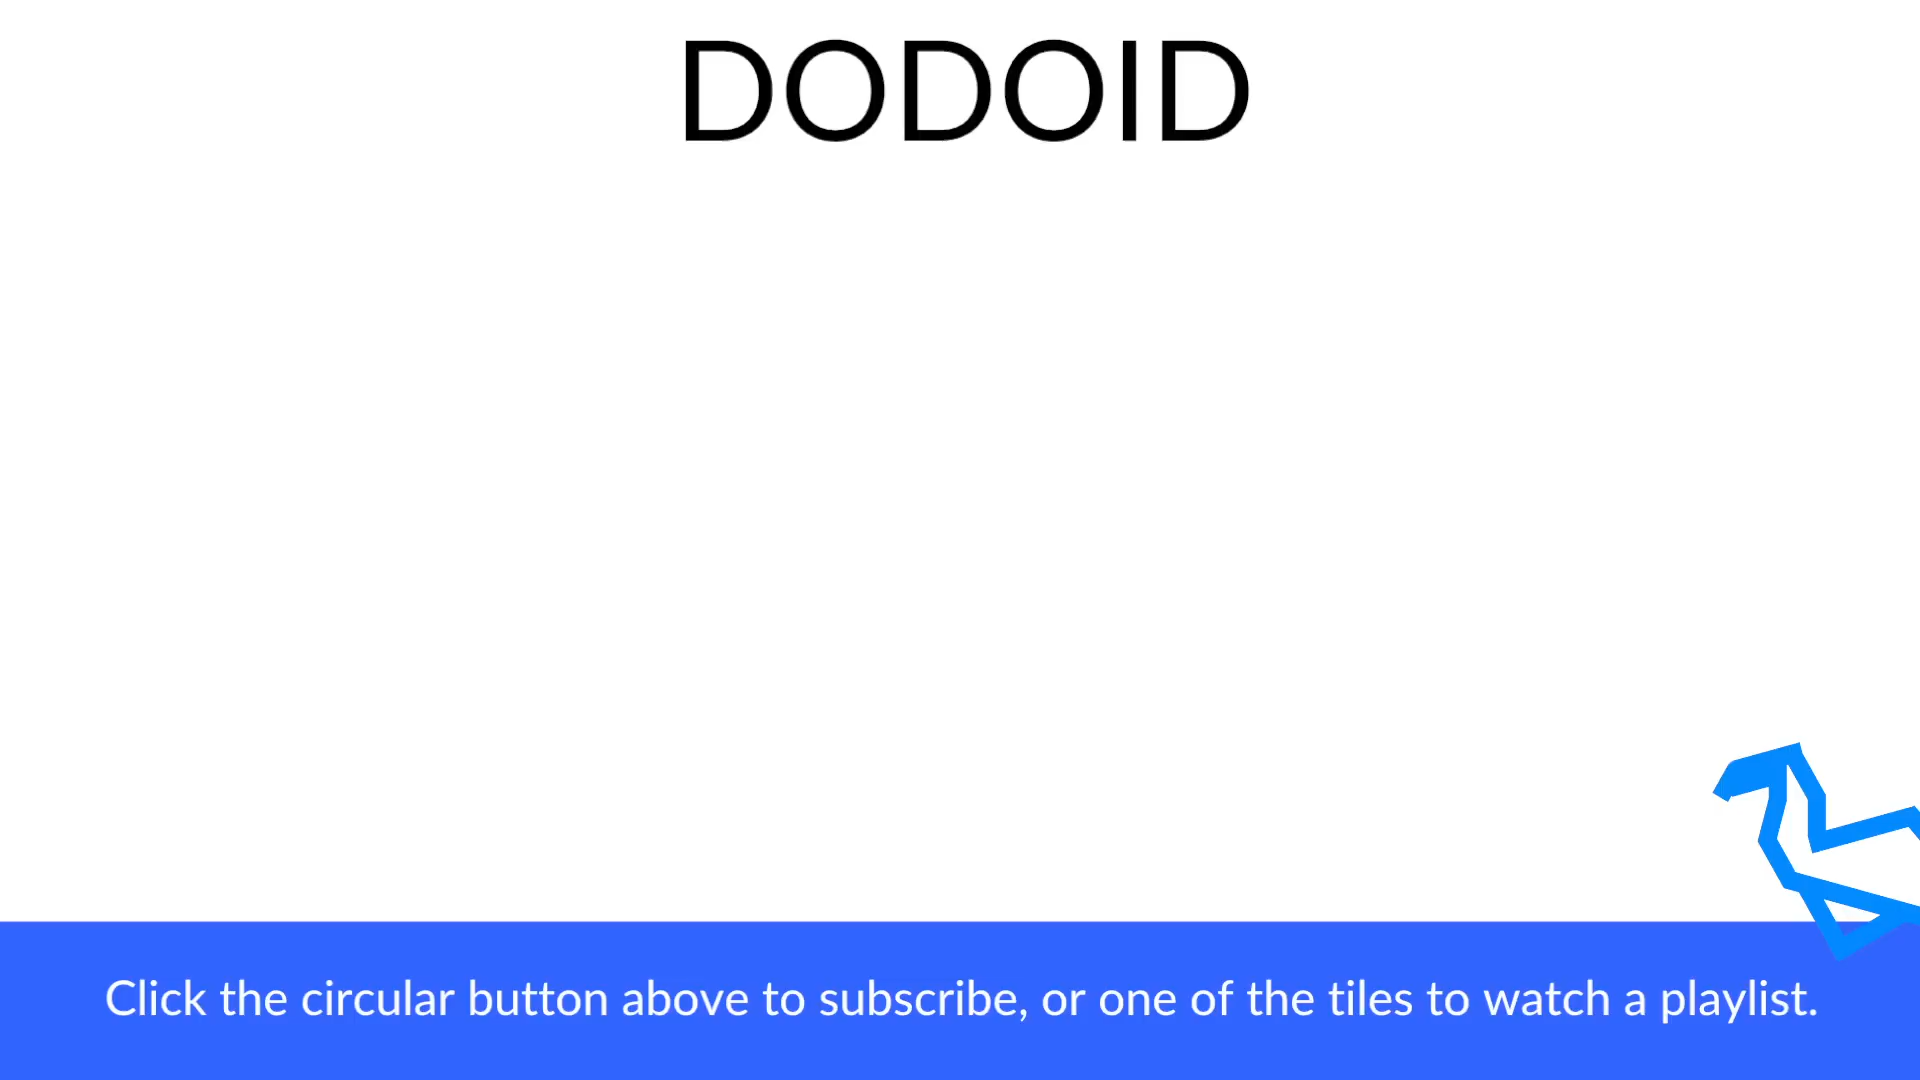 DODOID
Click the circular button above to subscribe, or one of the tiles to watch a playlist.